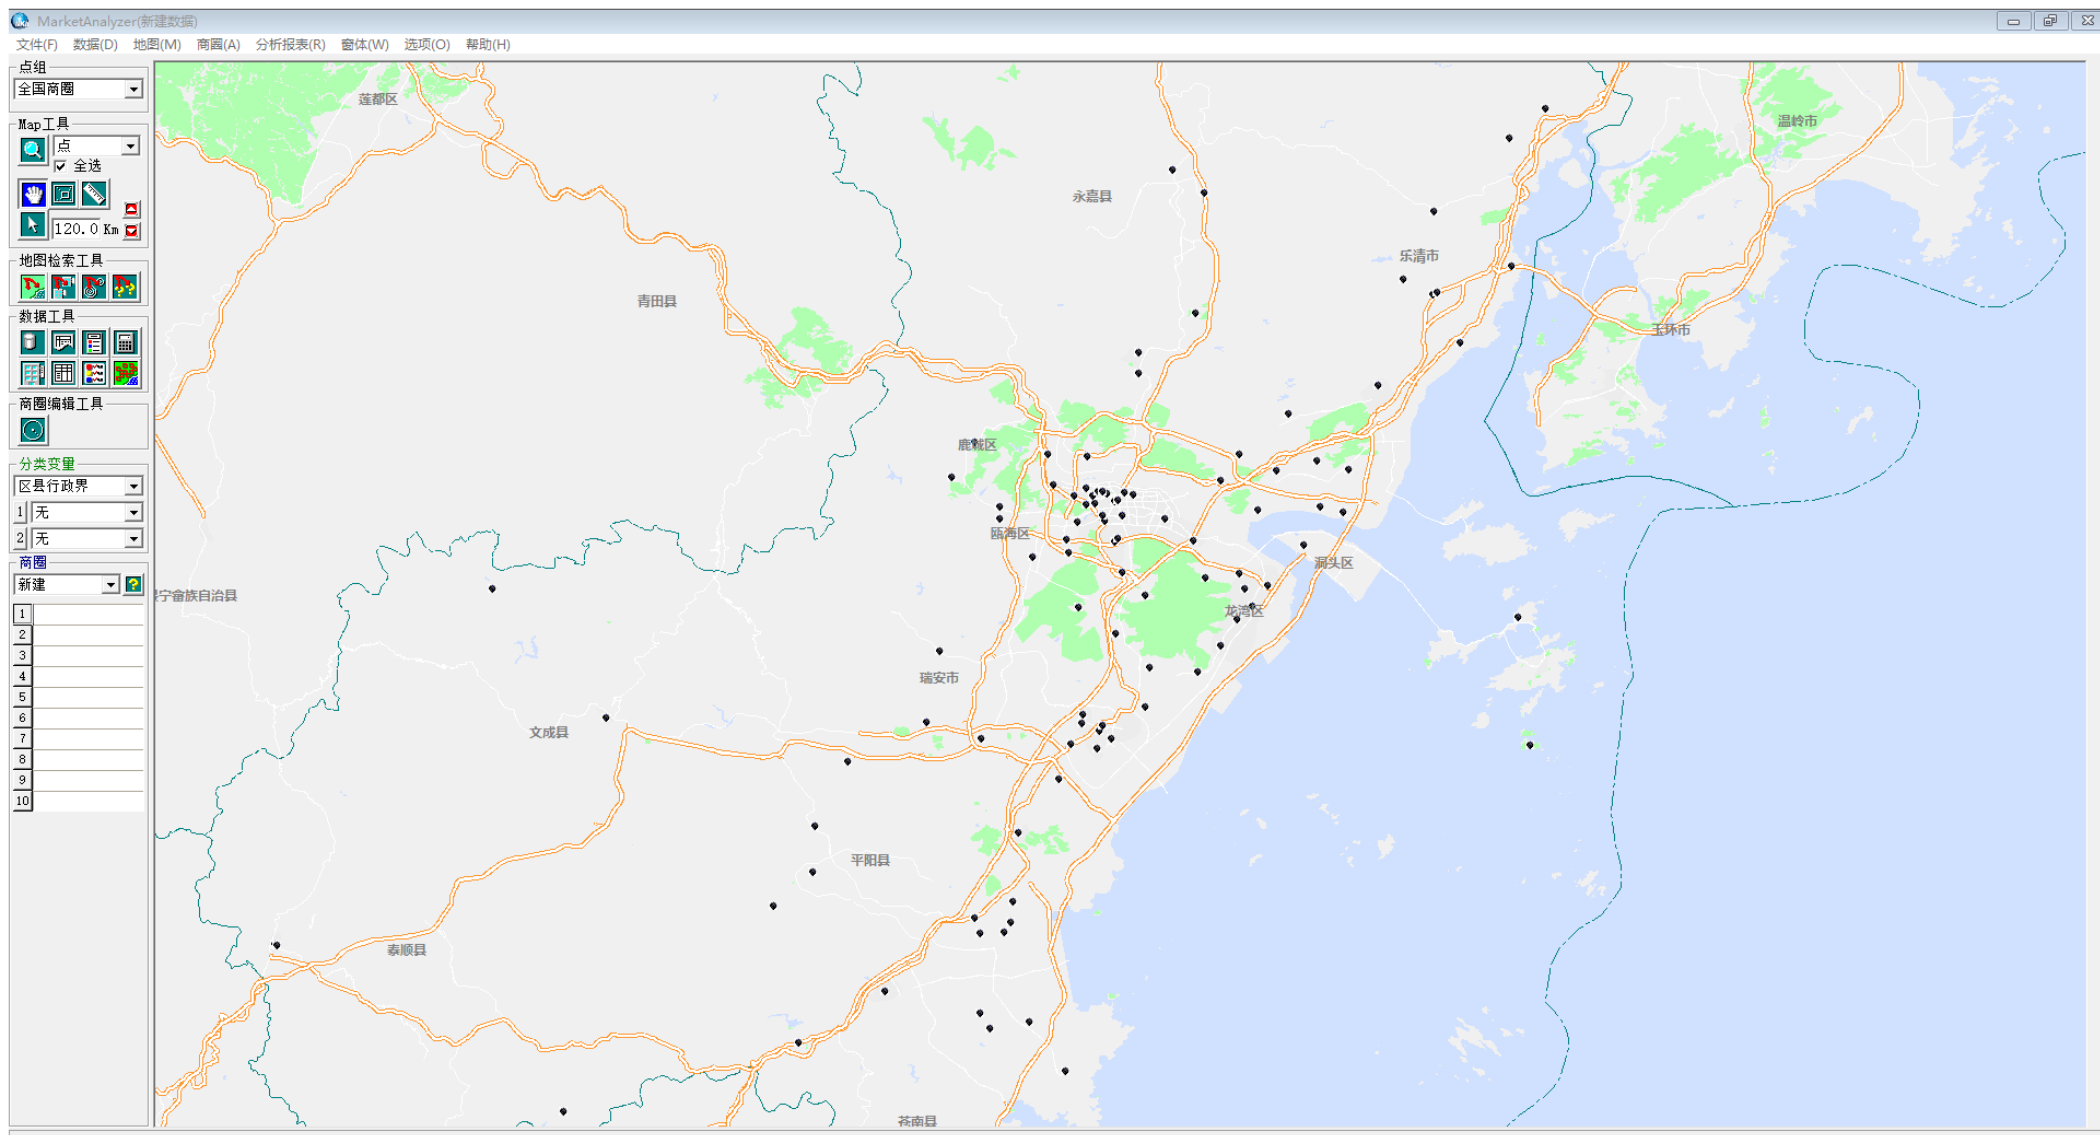 MarketAnalyzer(新建数据)
文件(F) 数据(D) 地图(M) 商圈(A) 分析报表(R) 窗体(W) 选项(O) 帮助(H)
点组
全国商圈
Map工具
点
全选
120.0 Km
地图检索工具
数据工具
商圈编辑工具
分类变量
区县行政界
1 无
2 无
商圈
新建
1
2
3
4
5
6
7
8
9
10
莲都区
温岭市
永嘉县
乐清市
青田县
玉环市
鹿城区
瓯海区
洞头区
宁畲族自治县
龙湾区
瑞安市
文成县
平阳县
泰顺县
苍南县